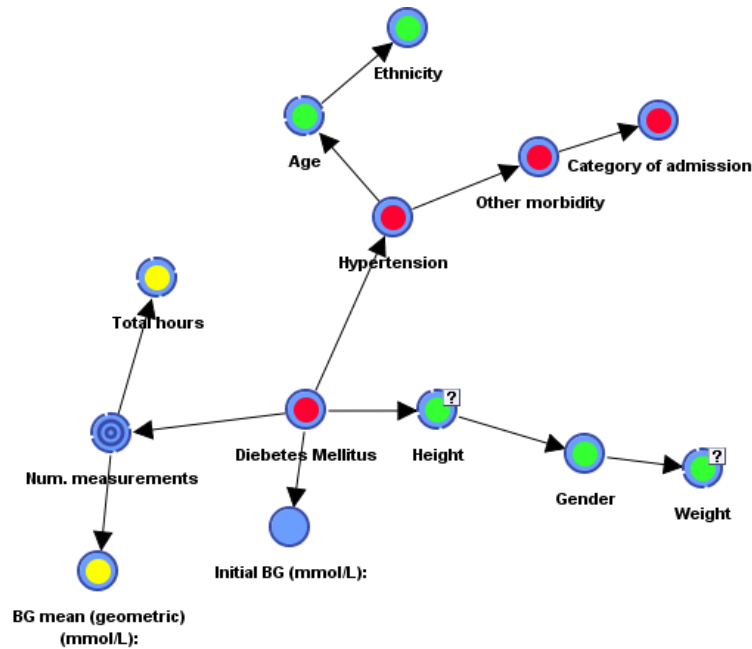 Ethnicity
Age
Category of admission
Other morbidity
Hypertension
Total hours
?
Num. measurements
Diebetes Mellitus
Height
?
Gender
Weight
Initial BG (mmol/L):
BG mean (geometric)
(mmol/L):